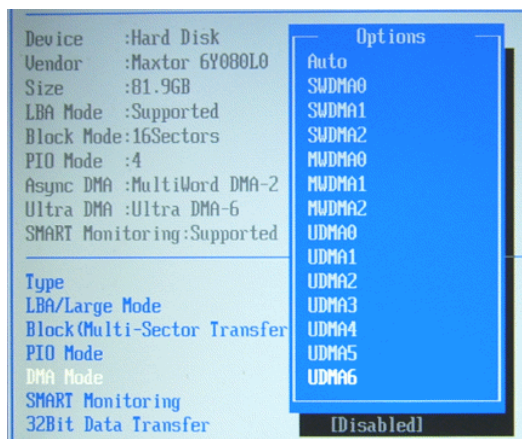 Device :Hard Disk
Vendor :Maxtor 6Y080L0
Size :81.9GB
LBA Mode :Supported
Block Mode:16Sectors
PIO Mode :4
Async DMA :MultiWord DMA-2
Ultra DMA :Ultra DMA-6
SMART Monitoring:Supported
Type
LBA/Large Mode
Block(Multi-Sector Transfer
PIO Mode
DMA Mode
SMART Monitoring
32Bit Data Transfer [Disabled]
Options
Auto
SWDMA0
SWDMA1
SWDMA2
MWDMA0
MWDMA1
MWDMA2
UDMA0
UDMA1
UDMA2
UDMA3
UDMA4
UDMA5
UDMA6